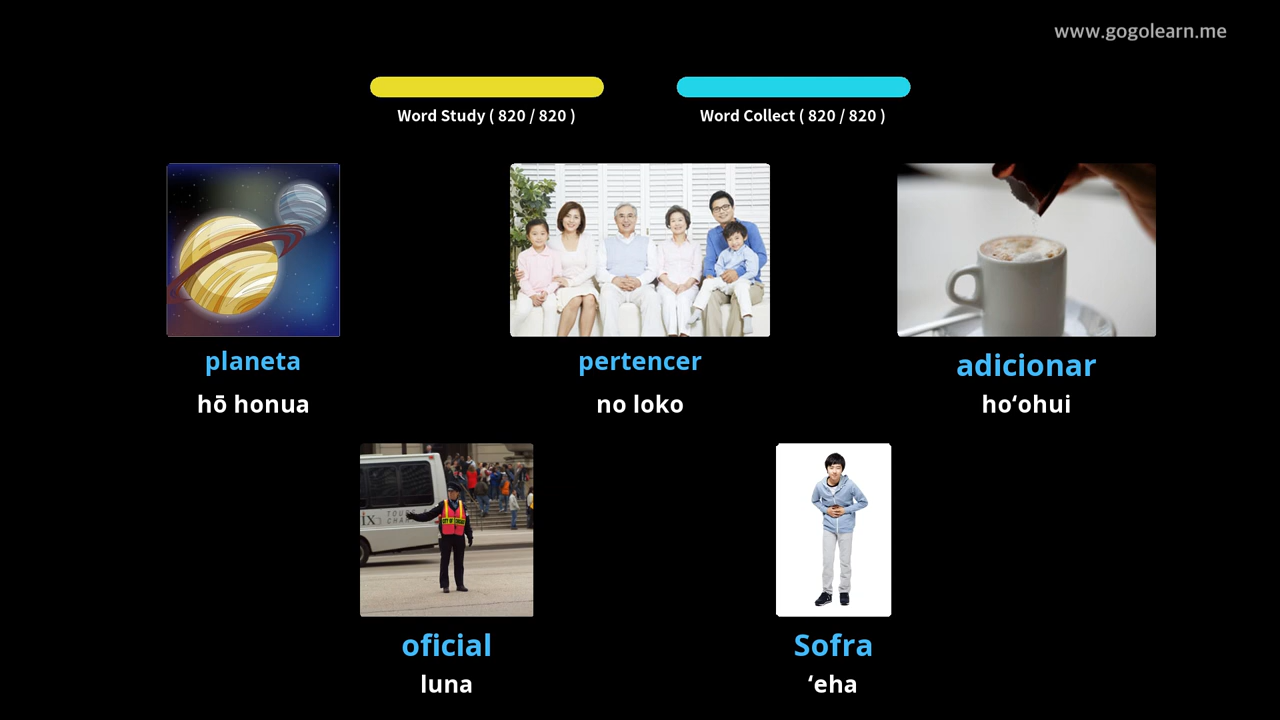 www.gogolearn.me
Word Study ( 820 / 820 )
Word Collect ( 820 / 820 )
planeta
hō honua
pertencer
no loko
adicionar
hoʻohui
oficial
luna
Sofra
ʻeha